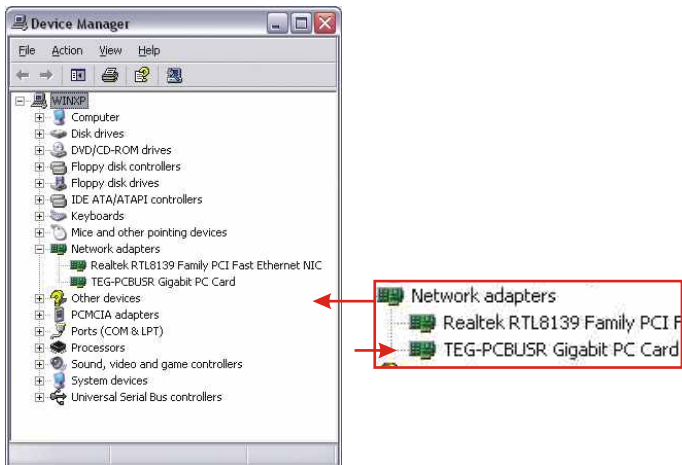 Device Manager
File Action View Help
WINXP
Computer
Disk drives
DVD/CD-ROM drives
Floppy disk controllers
Floppy disk drives
IDE ATA/ATAPI controllers
Keyboards
Mice and other pointing devices
Network adapters
Realtek RTL8139 Family PCI Fast Ethernet NIC
TEG-PCBUSR Gigabit PC Card
Other devices
PCMCIA adapters
Ports (COM & LPT)
Processors
Sound, video and game controllers
System devices
Universal Serial Bus controllers
Network adapters
Realtek RTL8139 Family PCI F
TEG-PCBUSR Gigabit PC Card